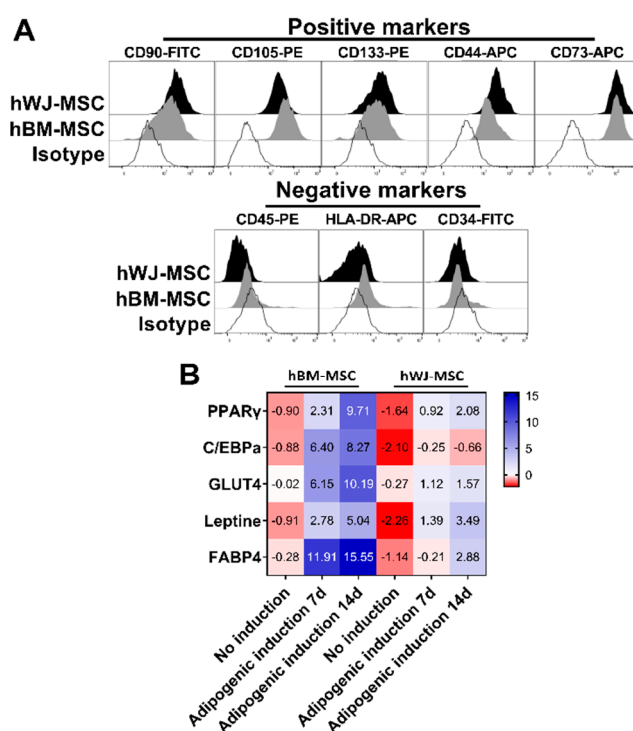 A
Positive markers
CD90-FITC CD105-PE CD133-PE CD44-APC CD73-APC
hWJ-MSC
hBM-MSC
Isotype
Negative markers
CD45-PE HLA-DR-APC CD34-FITC
hWJ-MSC
hBM-MSC
Isotype
B
hBM-MSC hWJ-MSC
PPARγ -0.90 2.31 9.71 -1.64 0.92 2.08
C/EBPa -0.88 6.40 8.27 -2.10 -0.25 -0.66
GLUT4 -0.02 6.15 10.19 -0.27 1.12 1.57
Leptine -0.91 2.78 5.04 -2.26 1.39 3.49
FABP4 -0.28 11.91 15.55 -1.14 -0.21 2.88
15
10
5
0
No induction
Adipogenic induction 7d
Adipogenic induction 14d
No induction
Adipogenic induction 7d
Adipogenic induction 14d